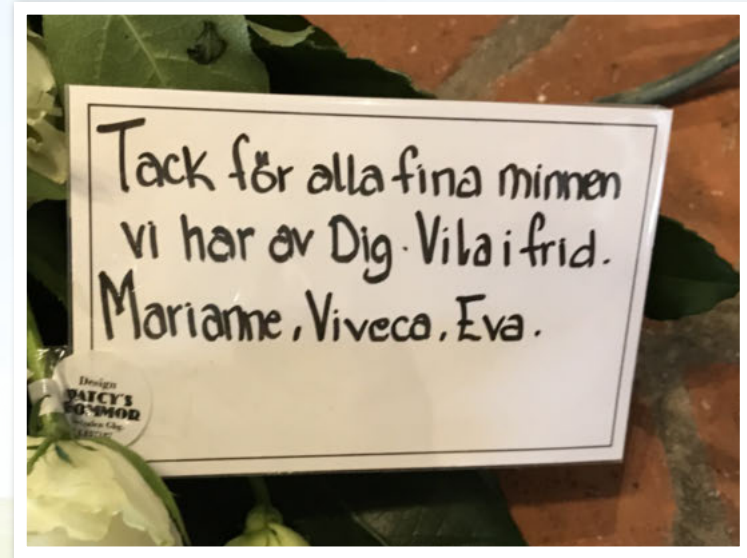 Tack för alla fina minnen
vi har av Dig. Vila i frid.
Marianne, Viveca, Eva.
Design